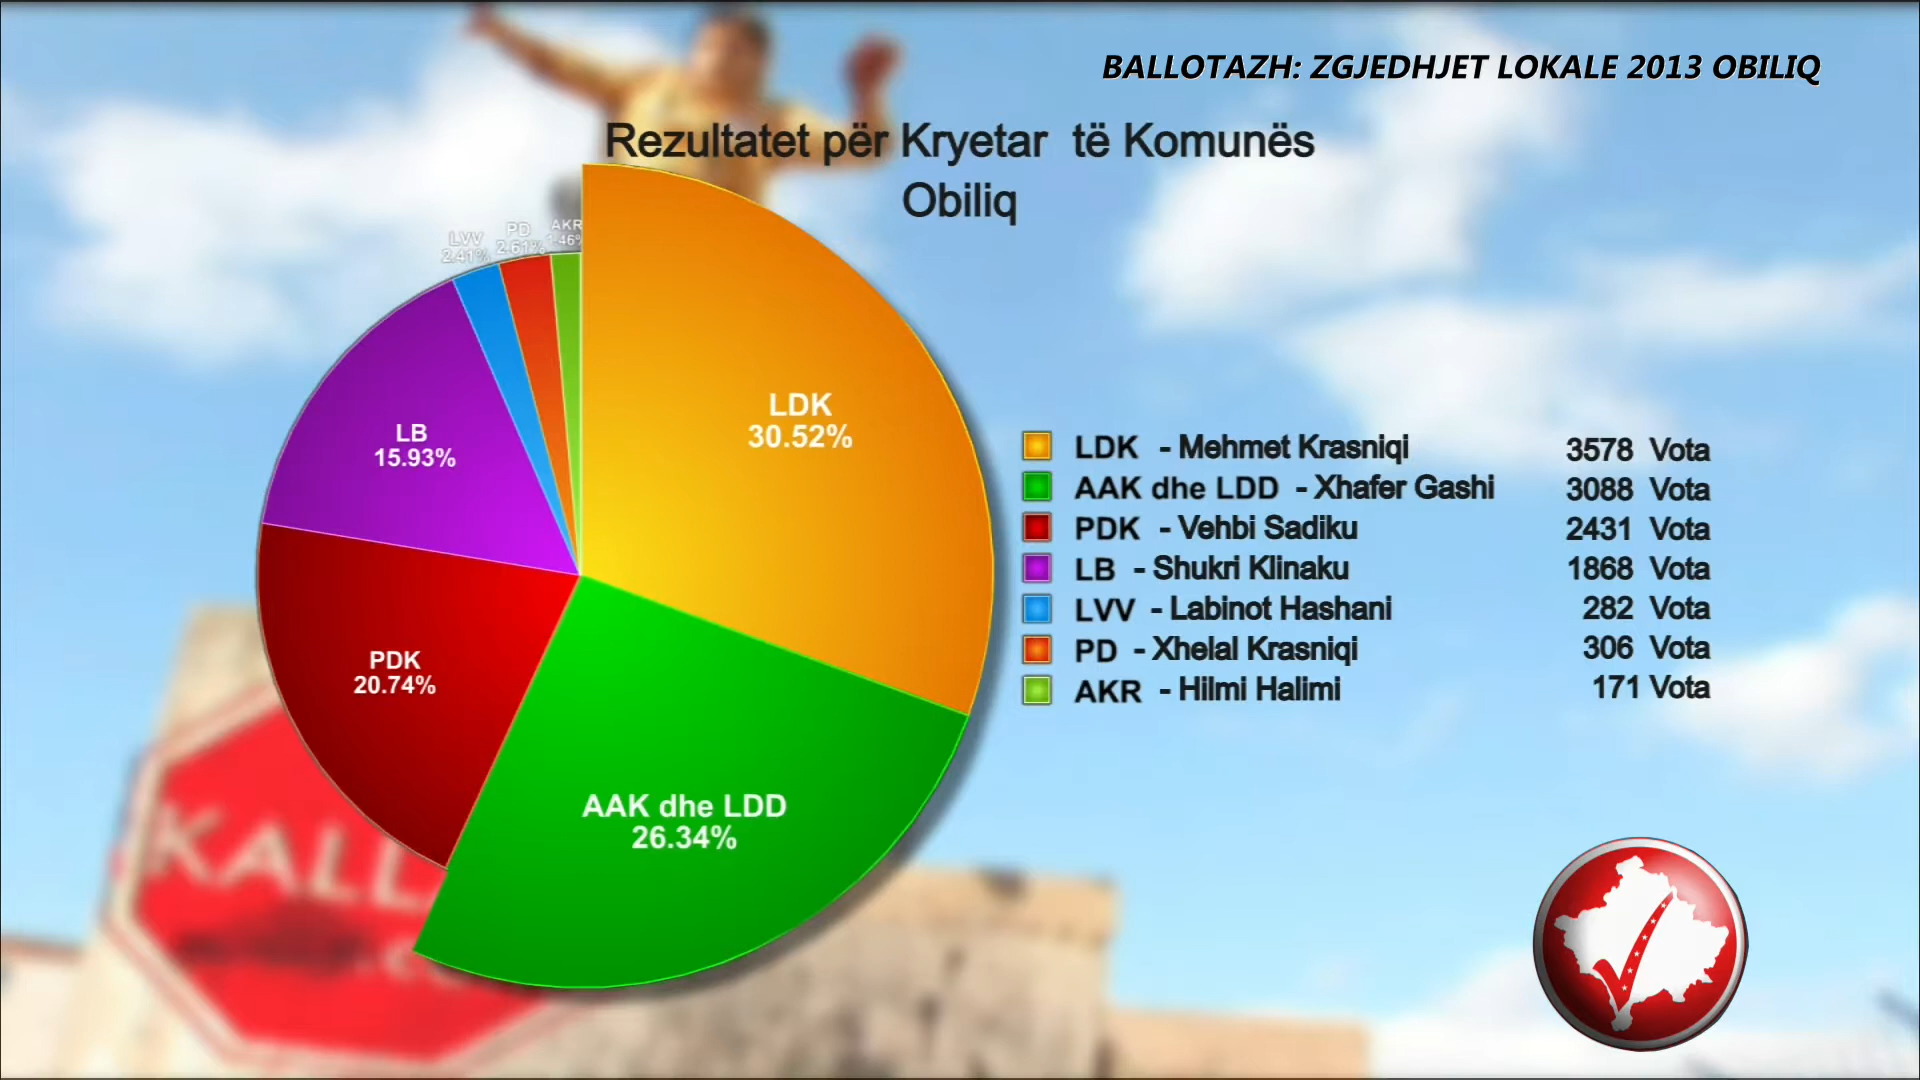 BALLOTAZH: ZGJEDHJET LOKALE 2013 OBILIQ
Rezultatet për Kryetar të Komunës
Obiliq
LVV
2.41%
PD
2.61%
AKR
1.46%
LDK
30.52%
LB
15.93%
PDK
20.74%
AAK dhe LDD
26.34%
LDK - Mehmet Krasniqi 3578 Vota
AAK dhe LDD - Xhafer Gashi 3088 Vota
PDK - Vehbi Sadiku 2431 Vota
LB - Shukri Klinaku 1868 Vota
LVV - Labinot Hashani 282 Vota
PD - Xhelal Krasniqi 306 Vota
AKR - Hilmi Halimi 171 Vota
KALL